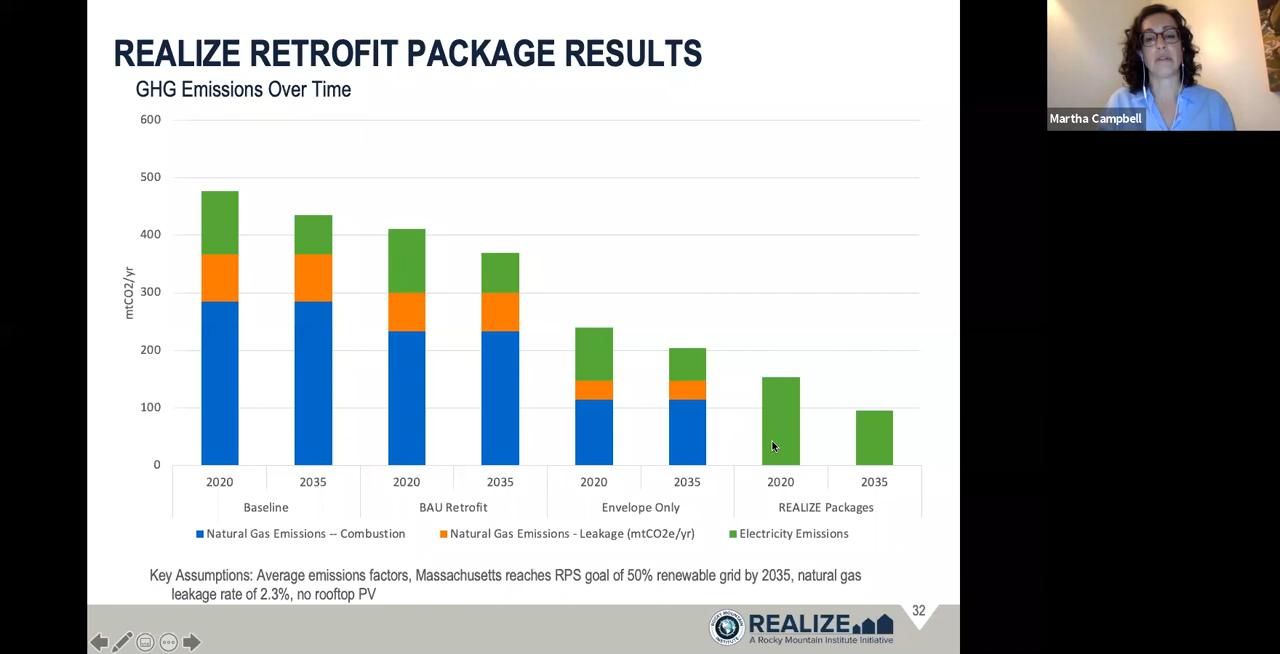 REALIZE RETROFIT PACKAGE RESULTS
GHG Emissions Over Time
600
500
400
300
200
100
0
mtCO2/yr
2020 2035 2020 2035 2020 2035 2020 2035
Baseline BAU Retrofit Envelope Only REALIZE Packages
Natural Gas Emissions -- Combustion Natural Gas Emissions - Leakage (mtCO2e/yr) Electricity Emissions
Key Assumptions: Average emissions factors, Massachusetts reaches RPS goal of 50% renewable grid by 2035, natural gas
leakage rate of 2.3%, no rooftop PV
32
REALIZE
A Rocky Mountain Institute Initiative
Martha Campbell